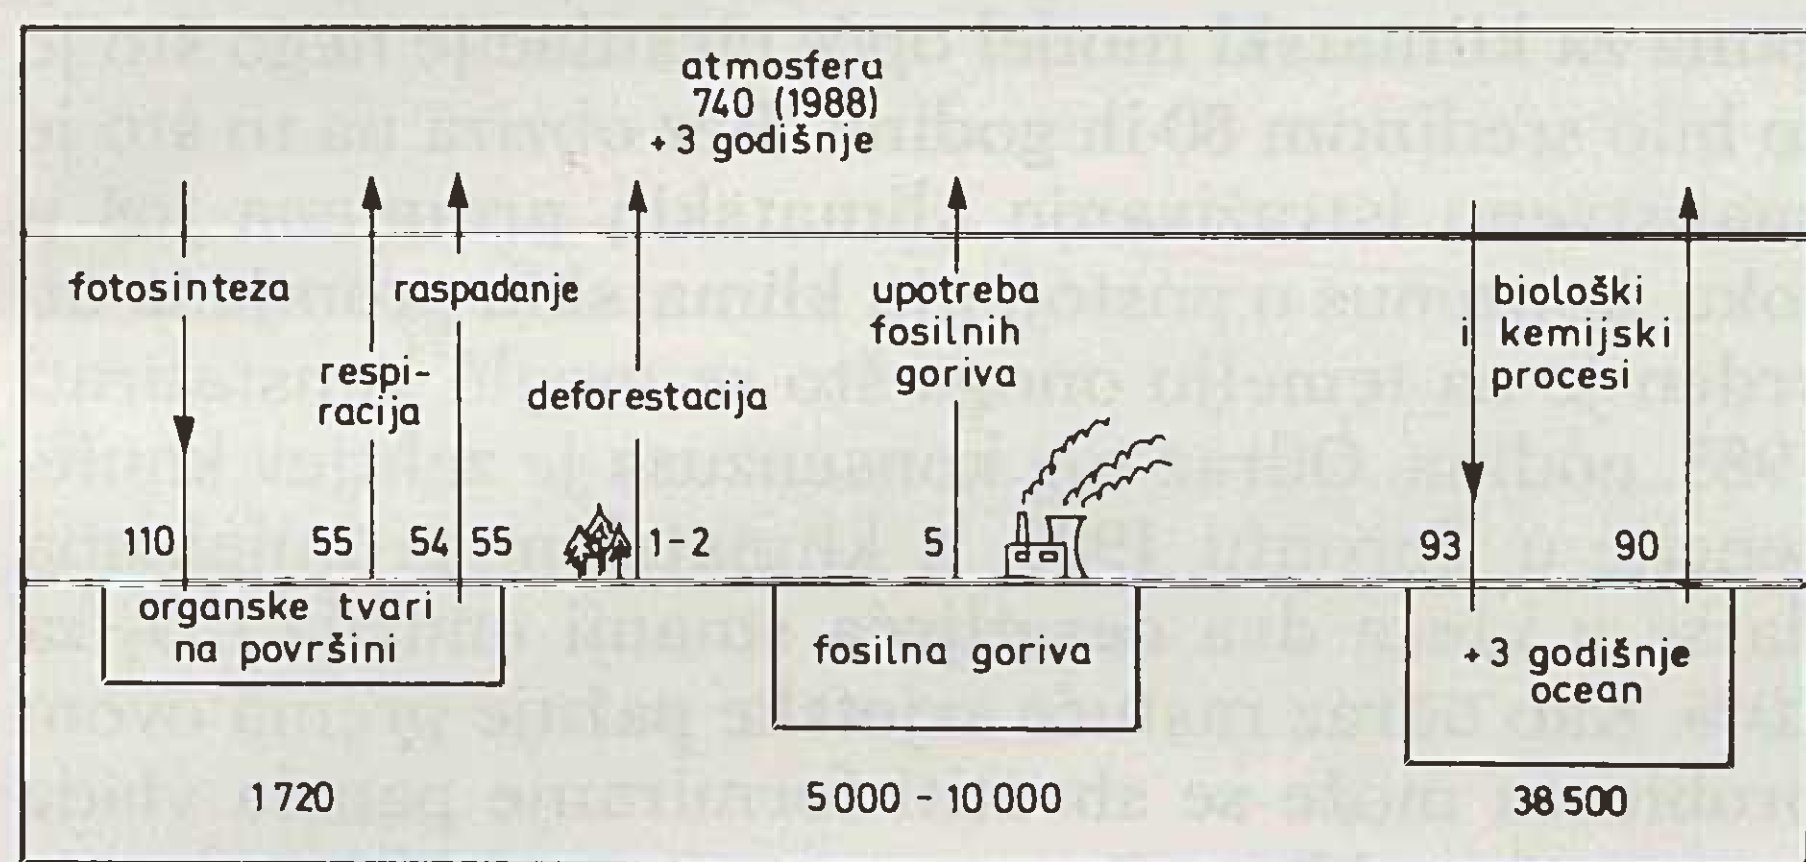 atmosfera
740 (1988)
+ 3 godišnje
fotosinteza
respi-
racija
raspadanje
deforestacija
upotreba
fosilnih
goriva
biološki
i kemijski
procesi
110
55
54 55
1-2
5
93
90
organske tvari
na površini
fosilna goriva
+ 3 godišnje
ocean
1720
5000 - 10 000
38 500